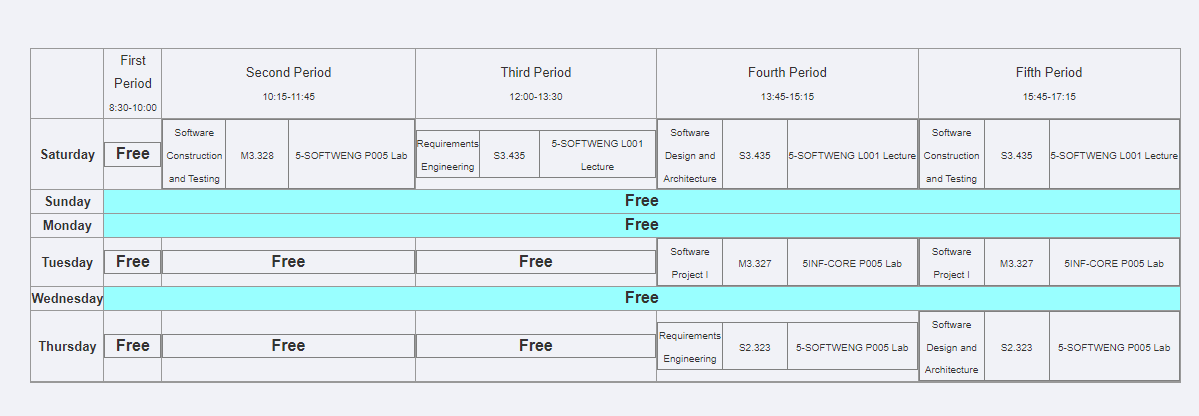 First Period 8:30-10:00
Second Period 10:15-11:45
Third Period 12:00-13:30
Fourth Period 13:45-15:15
Fifth Period 15:45-17:15
Saturday
Free
Software Construction and Testing
M3.328
5-SOFTWENG P005 Lab
Requirements Engineering
S3.435
5-SOFTWENG L001 Lecture
Software Design and Architecture
S3.435
5-SOFTWENG L001 Lecture
Software Construction and Testing
S3.435
5-SOFTWENG L001 Lecture
Sunday
Free
Monday
Free
Tuesday
Free
Free
Free
Software Project I
M3.327
5INF-CORE P005 Lab
Software Project I
M3.327
5INF-CORE P005 Lab
Wednesday
Free
Thursday
Free
Free
Free
Requirements Engineering
S2.323
5-SOFTWENG P005 Lab
Software Design and Architecture
S2.323
5-SOFTWENG P005 Lab